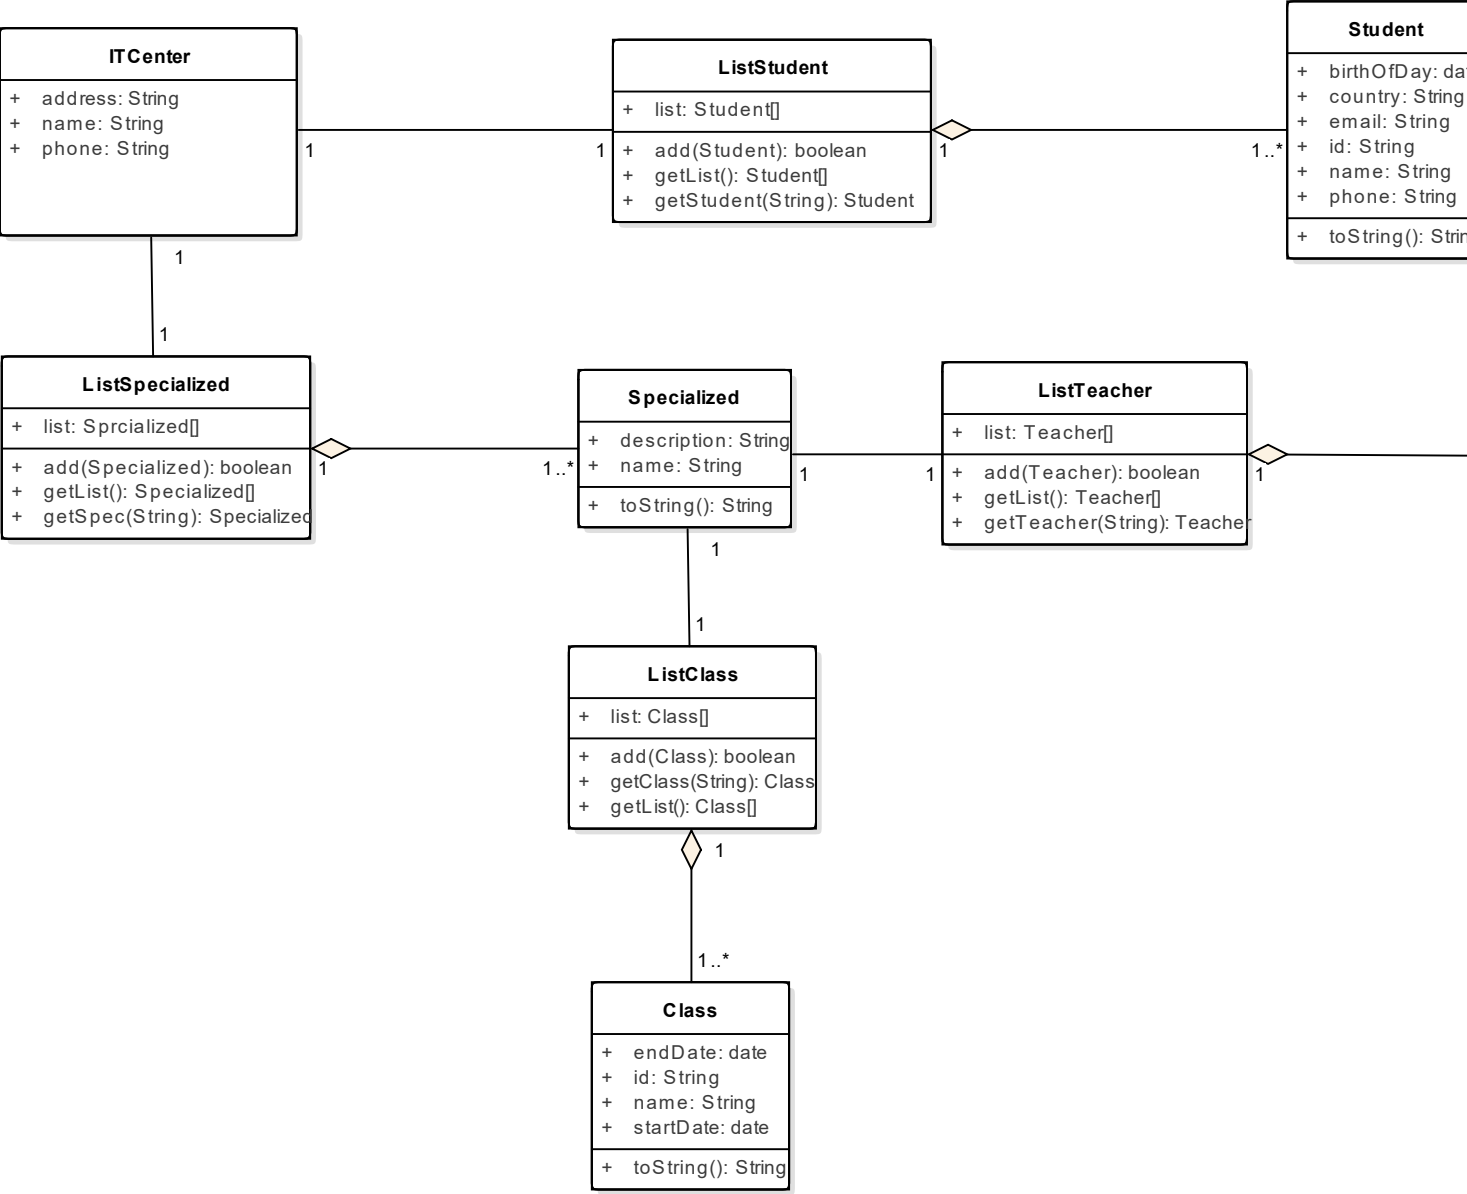 ITCenter
+ address: String
+ name: String
+ phone: String
1
1
ListStudent
+ list: Student[]
+ add(Student): boolean
+ getList(): Student[]
+ getStudent(String): Student
1
1..*
Student
+ birthOfDay: da
+ country: String
+ email: String
+ id: String
+ name: String
+ phone: String
+ toString(): Strin
1
1
ListSpecialized
+ list: Sprcialized[]
+ add(Specialized): boolean
+ getList(): Specialized[]
+ getSpec(String): Specialized
1
1..*
Specialized
+ description: String
+ name: String
+ toString(): String
1
1
ListTeacher
+ list: Teacher[]
+ add(Teacher): boolean
+ getList(): Teacher[]
+ getTeacher(String): Teacher
1
1
1
ListClass
+ list: Class[]
+ add(Class): boolean
+ getClass(String): Class
+ getList(): Class[]
1
1..*
Class
+ endDate: date
+ id: String
+ name: String
+ startDate: date
+ toString(): String